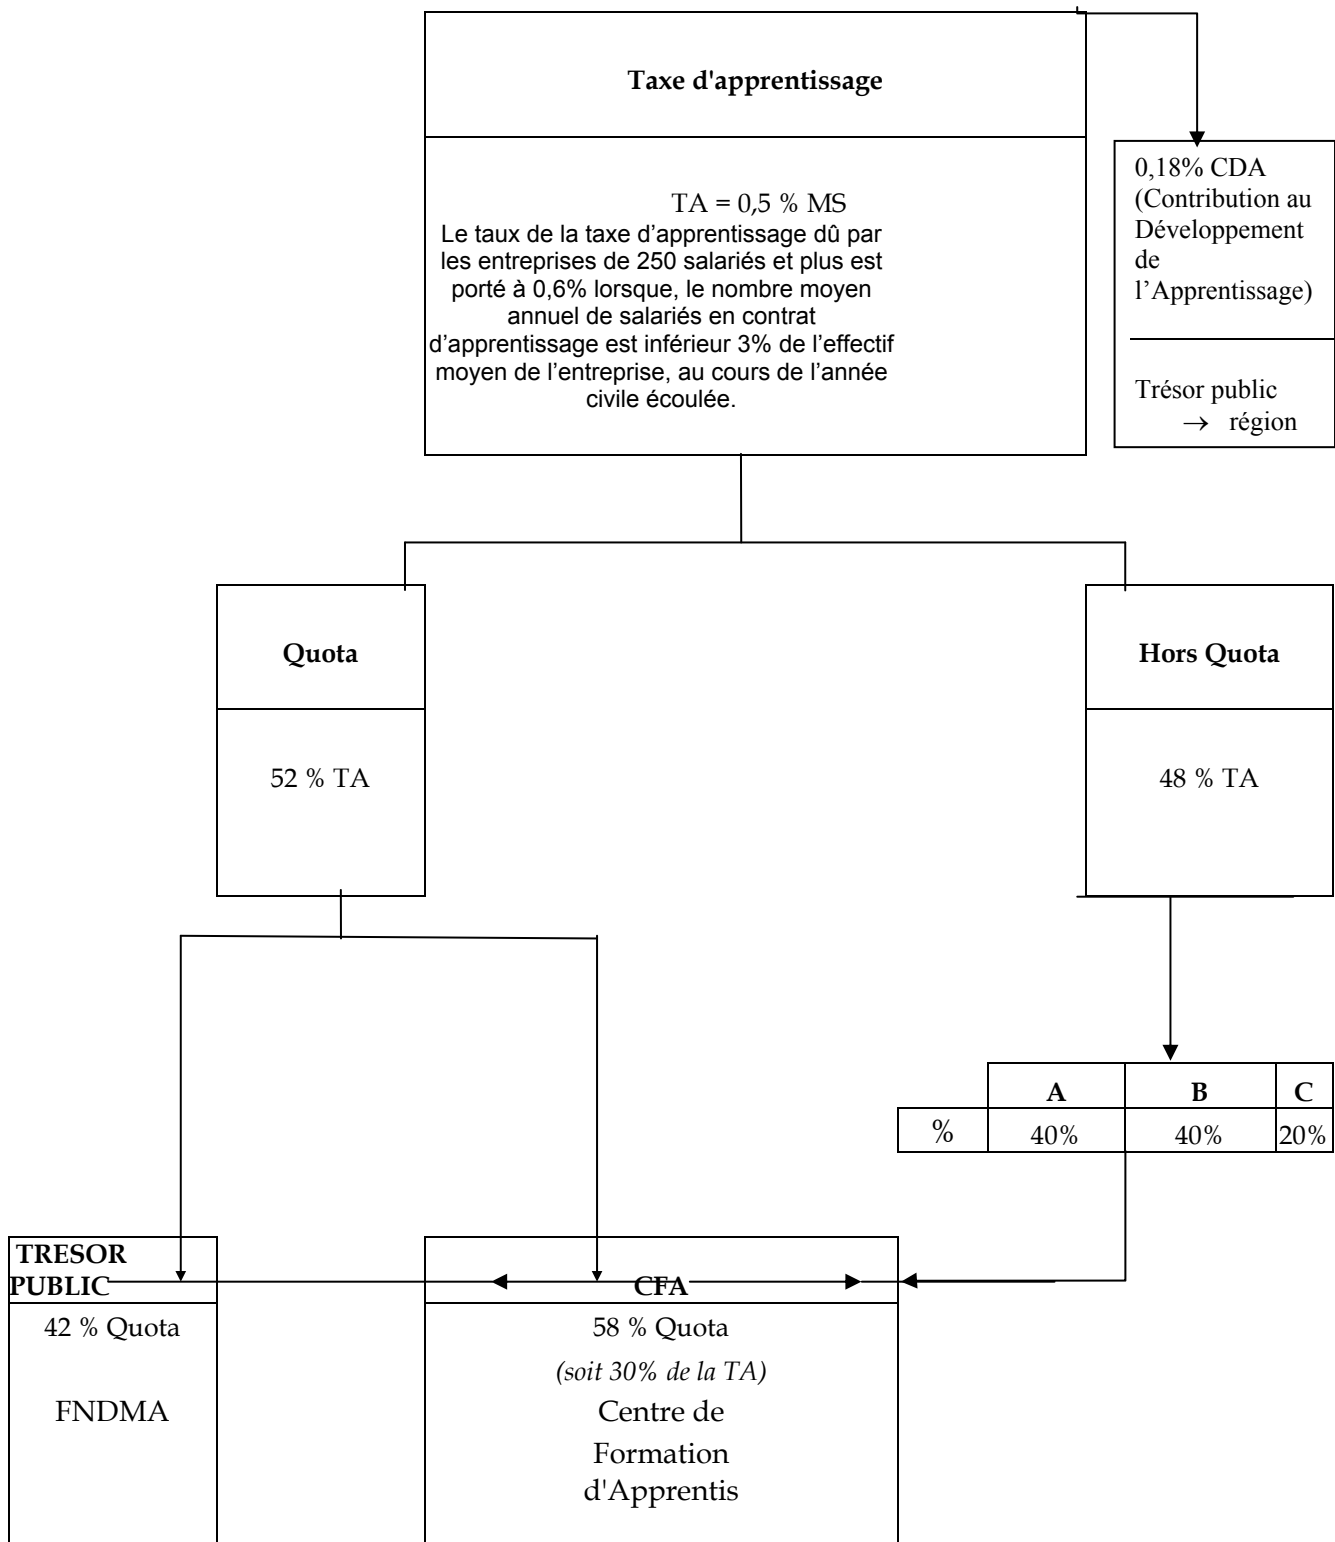 Taxe d'apprentissage
TA = 0,5 % MS
Le taux de la taxe d'apprentissage dû par
les entreprises de 250 salariés et plus est
porté à 0,6% lorsque, le nombre moyen
annuel de salariés en contrat
d'apprentissage est inférieur 3% de l'effectif
moyen de l'entreprise, au cours de l'année
civile écoulée.
0,18% CDA
(Contribution au
Développement
de
l'Apprentissage)
Trésor public
→ région
Quota
52 % TA
Hors Quota
48 % TA
A B C
% 40% 40% 20%
TRESOR
PUBLIC
42 % Quota
FNDMA
CFA
58 % Quota
(soit 30% de la TA)
Centre de
Formation
d'Apprentis